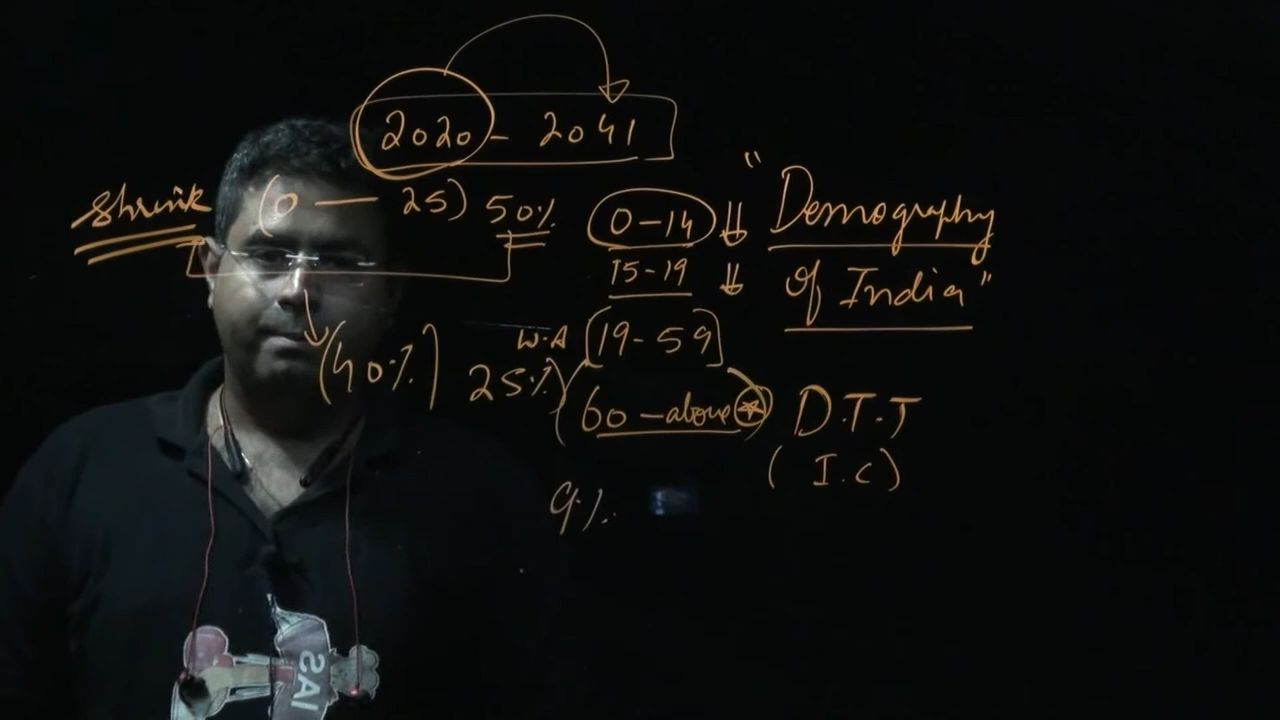 2020 - 2041
Shrink (0 — 25) 50%
(40%)
25%
0-14
15-19
W.A [19-59]
(60 - above)
9%
"Demography
of India"
D.T.T
(I.C)
SAI